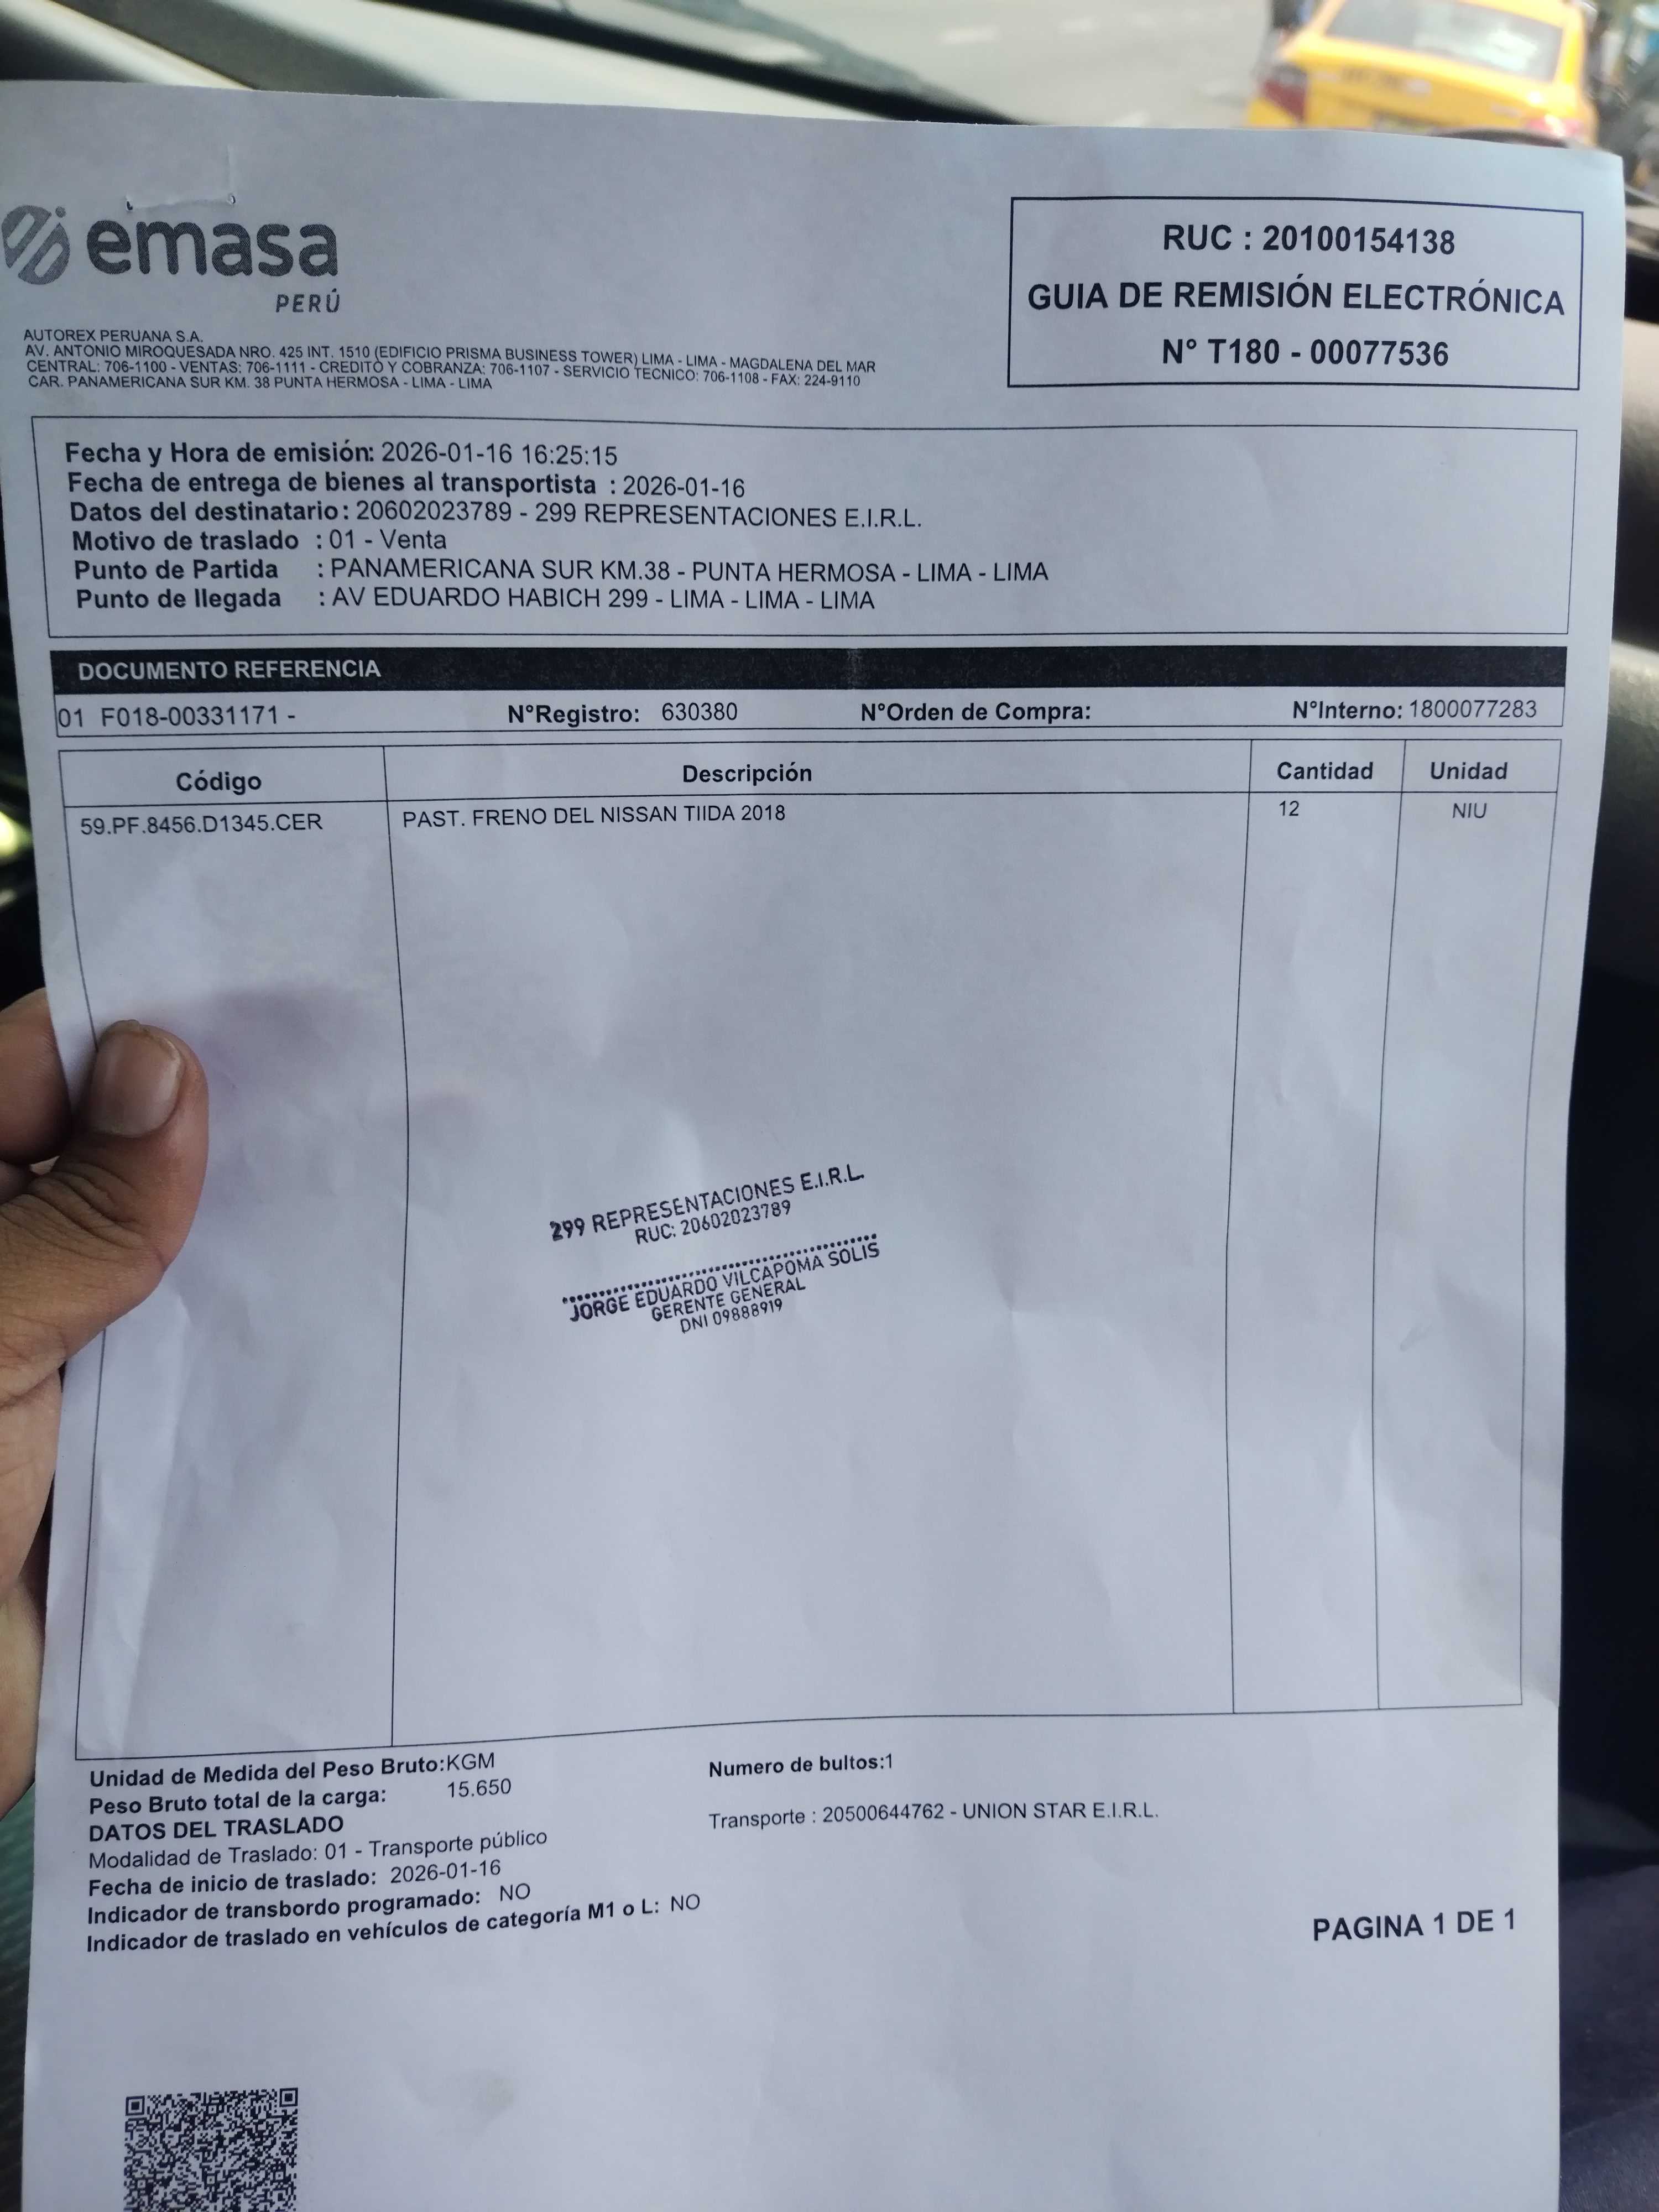 emasa
PERÚ
AUTOREX PERUANA S.A.
AV. ANTONIO MIROQUESADA NRO. 425 INT. 1510 (EDIFICIO PRISMA BUSINESS TOWER) LIMA - LIMA - MAGDALENA DEL MAR
CENTRAL: 706-1100 - VENTAS: 706-1111 - CREDITO Y COBRANZA: 706-1107 - SERVICIO TECNICO: 706-1108 - FAX: 224-9110
CAR. PANAMERICANA SUR KM. 38 PUNTA HERMOSA - LIMA - LIMA
RUC : 20100154138
GUIA DE REMISIÓN ELECTRÓNICA
N° T180 - 00077536
Fecha y Hora de emisión: 2026-01-16 16:25:15
Fecha de entrega de bienes al transportista : 2026-01-16
Datos del destinatario: 20602023789 - 299 REPRESENTACIONES E.I.R.L.
Motivo de traslado : 01 - Venta
Punto de Partida : PANAMERICANA SUR KM.38 - PUNTA HERMOSA - LIMA - LIMA
Punto de llegada : AV EDUARDO HABICH 299 - LIMA - LIMA - LIMA
DOCUMENTO REFERENCIA
01 F018-00331171 - N°Registro: 630380 N°Orden de Compra: N°Interno: 1800077283
Código Descripción Cantidad Unidad
59.PF.8456.D1345.CER PAST. FRENO DEL NISSAN TIIDA 2018 12 NIU
299 REPRESENTACIONES E.I.R.L.
RUC: 20602023789
JORGE EDUARDO VILCAPOMA SOLIS
GERENTE GENERAL
DNI 09888919
Unidad de Medida del Peso Bruto:KGM Numero de bultos:1
Peso Bruto total de la carga: 15.650
DATOS DEL TRASLADO Transporte : 20500644762 - UNION STAR E.I.R.L.
Modalidad de Traslado: 01 - Transporte público
Fecha de inicio de traslado: 2026-01-16
Indicador de transbordo programado: NO
Indicador de traslado en vehículos de categoría M1 o L: NO
PAGINA 1 DE 1